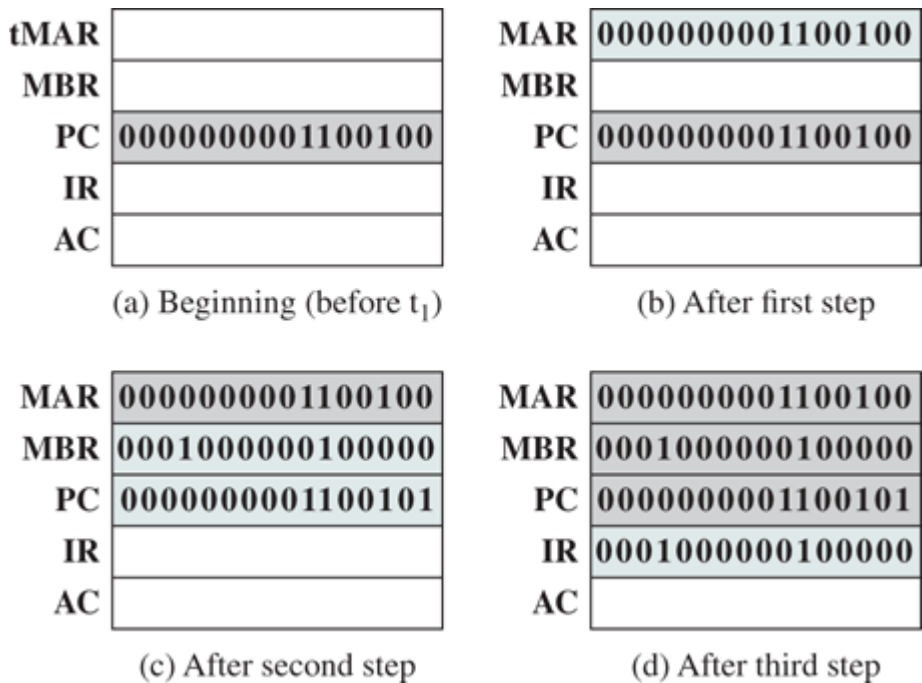 tMAR
MBR
PC 0000000001100100
IR
AC
(a) Beginning (before t₁)
MAR 0000000001100100
MBR
PC 0000000001100100
IR
AC
(b) After first step
MAR 0000000001100100
MBR 0001000000100000
PC 0000000001100101
IR
AC
(c) After second step
MAR 0000000001100100
MBR 0001000000100000
PC 0000000001100101
IR 0001000000100000
AC
(d) After third step